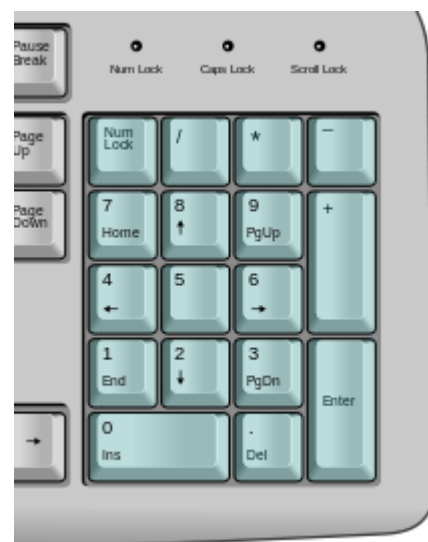 Pause
Break
Num Lock Caps Lock Scroll Lock
Page
Up
Num
Lock
/ * −
Page
Down
7 8 9 +
Home ↑ PgUp
4 5 6
← →
1 2 3
End ↓ PgDn
Enter
→
0 .
Ins Del